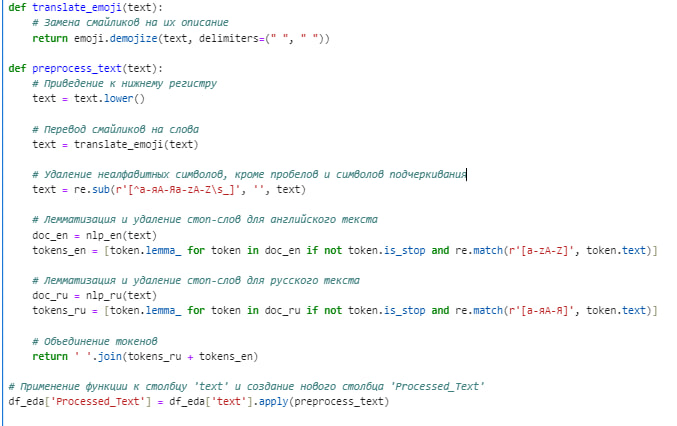 def translate_emoji(text):
    # Замена смайликов на их описание
    return emoji.demojize(text, delimiters=(" ", " "))

def preprocess_text(text):
    # Приведение к нижнему регистру
    text = text.lower()

    # Перевод смайликов на слова
    text = translate_emoji(text)

    # Удаление неалфавитных символов, кроме пробелов и символов подчеркивания
    text = re.sub(r'[^а-яА-Яa-zA-Z\s_]', '', text)

    # Лемматизация и удаление стоп-слов для английского текста
    doc_en = nlp_en(text)
    tokens_en = [token.lemma_ for token in doc_en if not token.is_stop and re.match(r'[a-zA-Z]', token.text)]

    # Лемматизация и удаление стоп-слов для русского текста
    doc_ru = nlp_ru(text)
    tokens_ru = [token.lemma_ for token in doc_ru if not token.is_stop and re.match(r'[а-яА-Я]', token.text)]

    # Объединение токенов
    return ' '.join(tokens_ru + tokens_en)

# Применение функции к столбцу 'text' и создание нового столбца 'Processed_Text'
df_eda['Processed_Text'] = df_eda['text'].apply(preprocess_text)